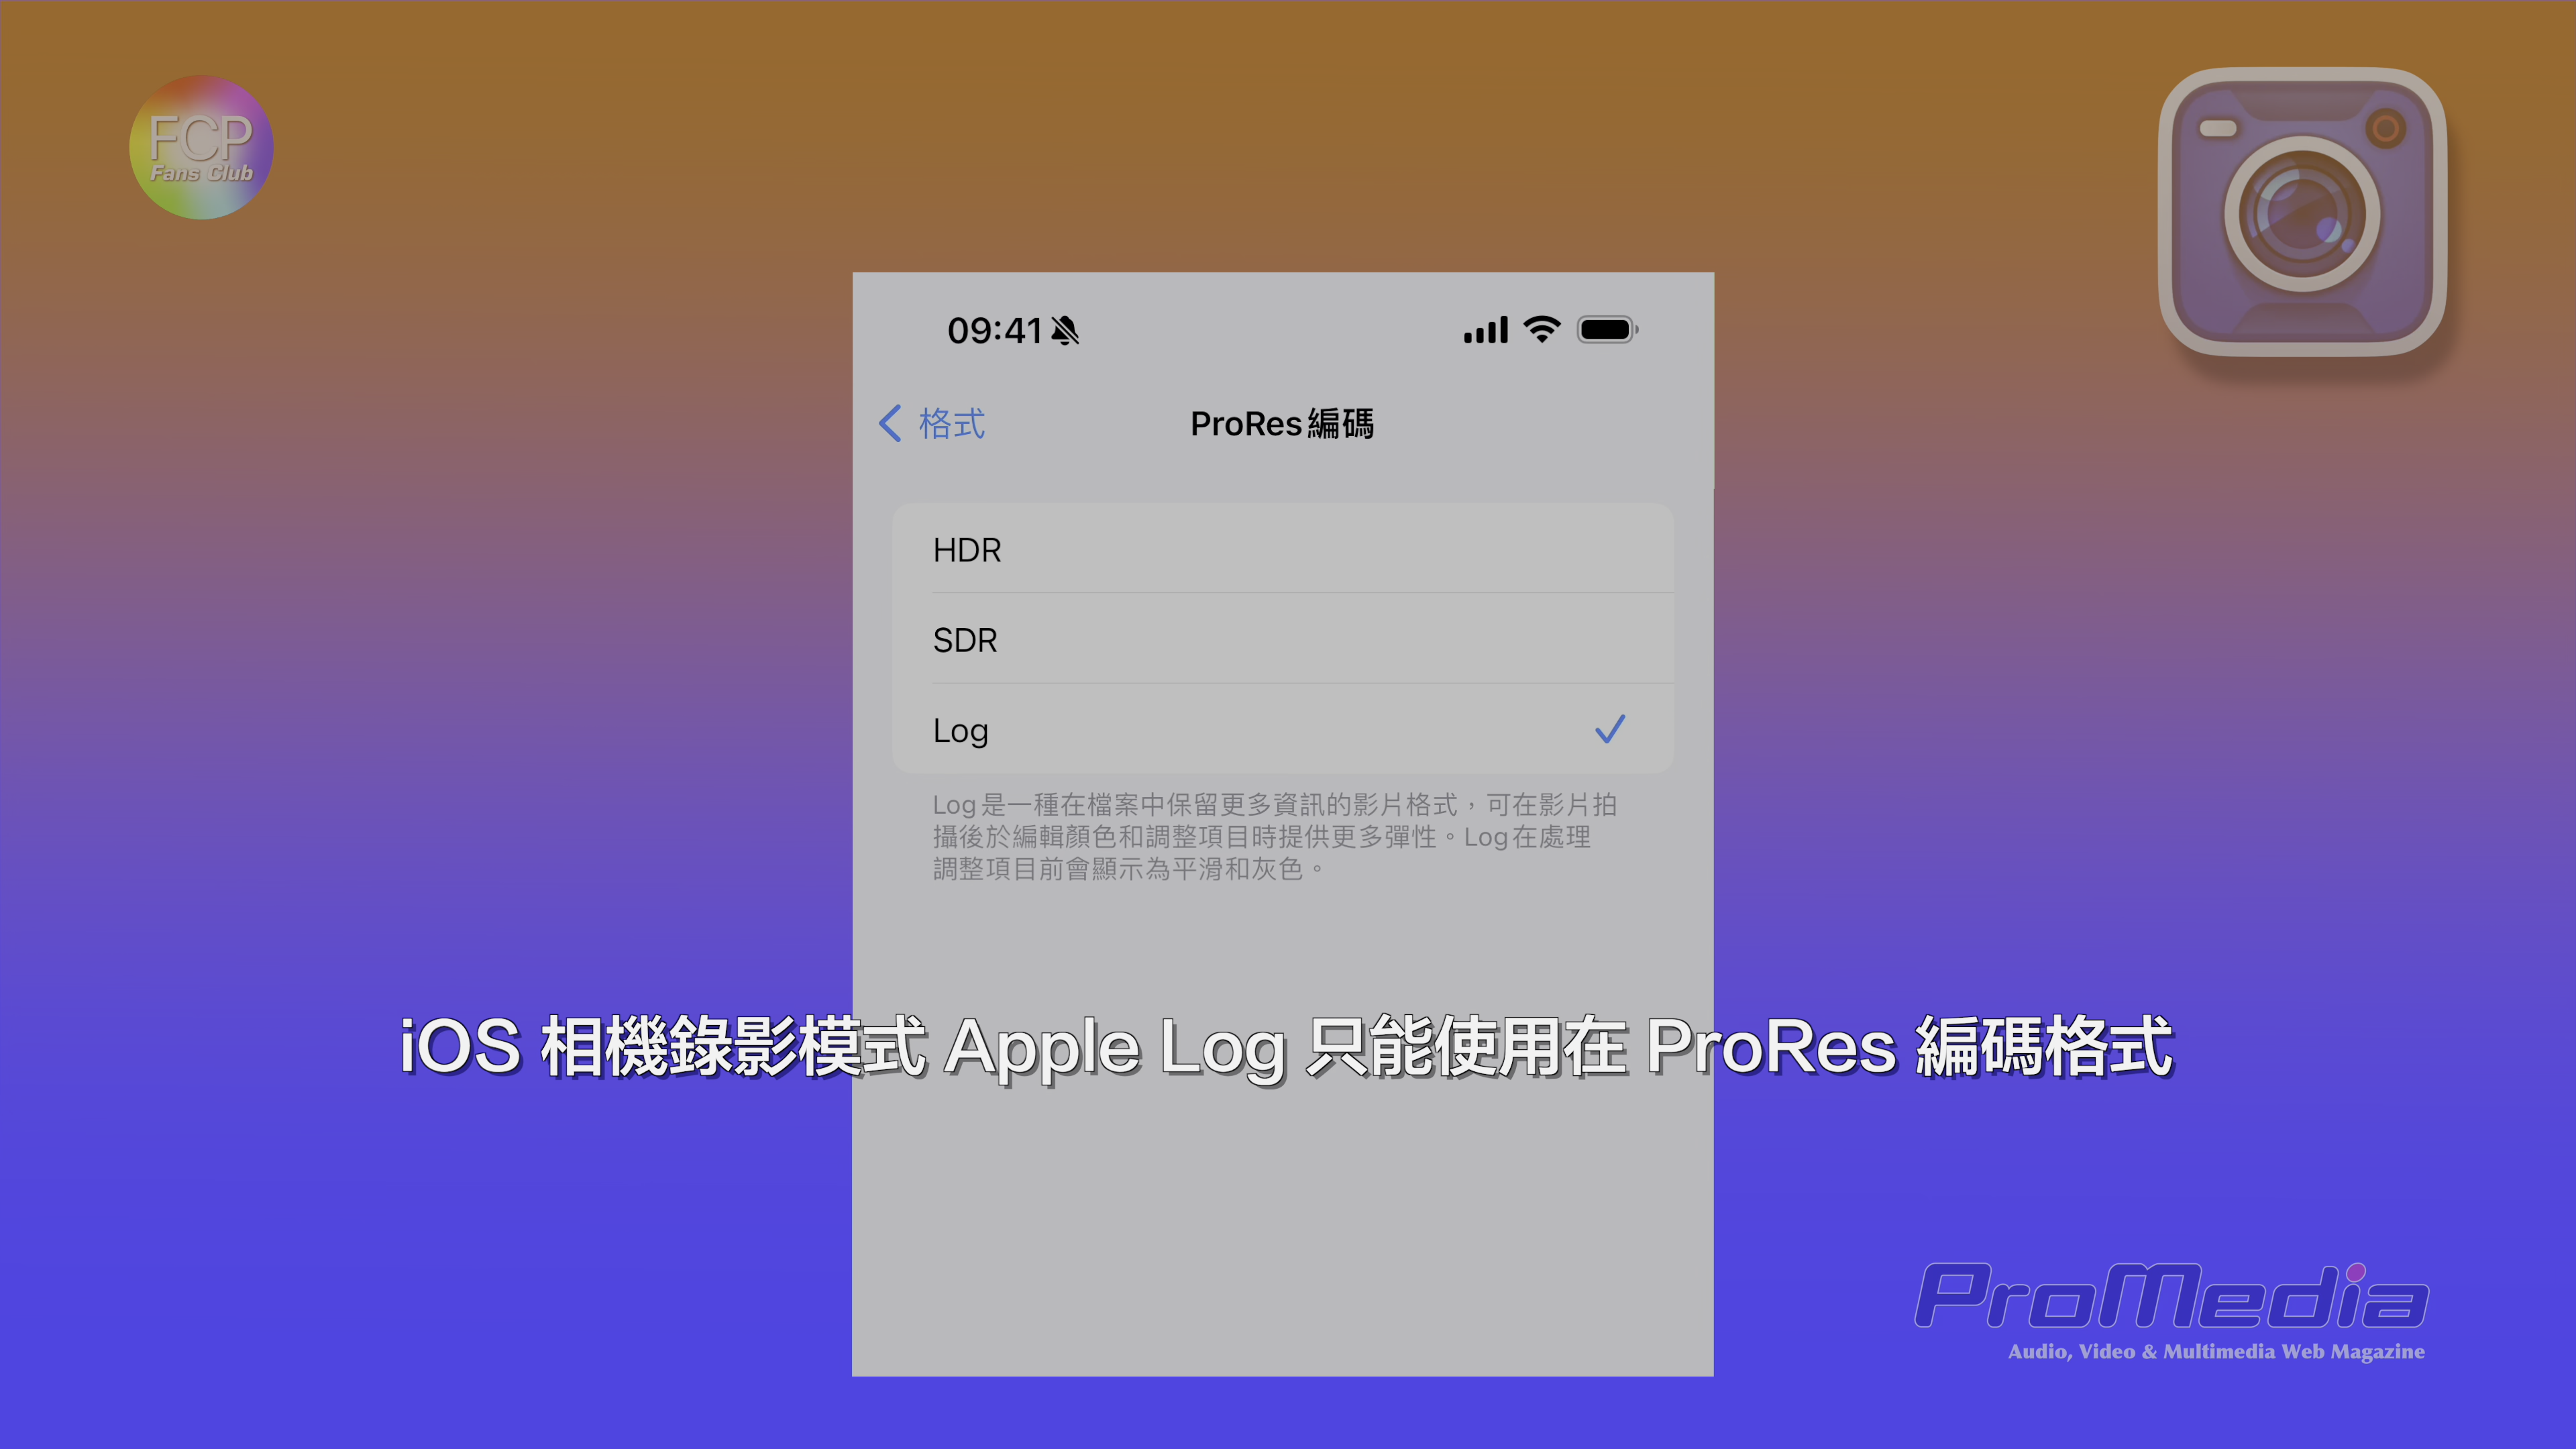 FCP
Fans Club
09:41
格式
ProRes編碼
HDR
SDR
Log
Log是一種在檔案中保留更多資訊的影片格式，可在影片拍
攝後於編輯顏色和調整項目時提供更多彈性。Log在處理
調整項目前會顯示為平滑和灰色。
iOS 相機錄影模式 Apple Log 只能使用在 ProRes 編碼格式
ProMedia
Audio, Video & Multimedia Web Magazine